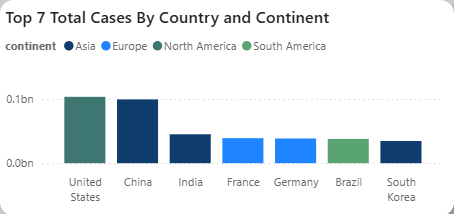 Top 7 Total Cases By Country and Continent
continent Asia Europe North America South America
0.1bn
0.0bn
United States China India France Germany Brazil South Korea